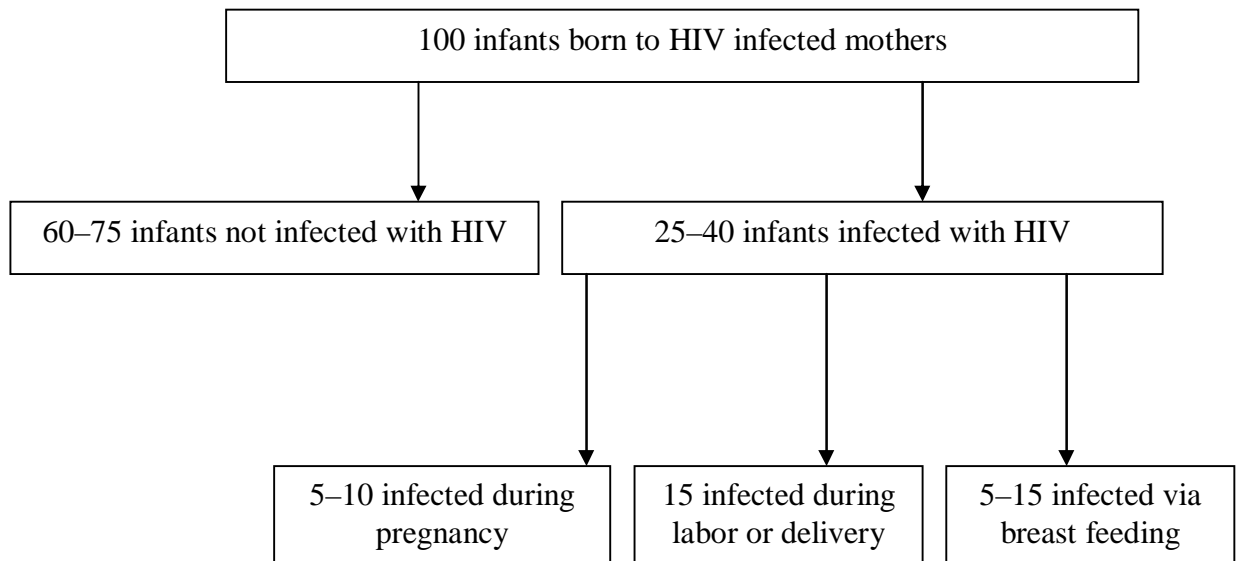 100 infants born to HIV infected mothers
60–75 infants not infected with HIV
25–40 infants infected with HIV
5–10 infected during
pregnancy
15 infected during
labor or delivery
5–15 infected via
breast feeding